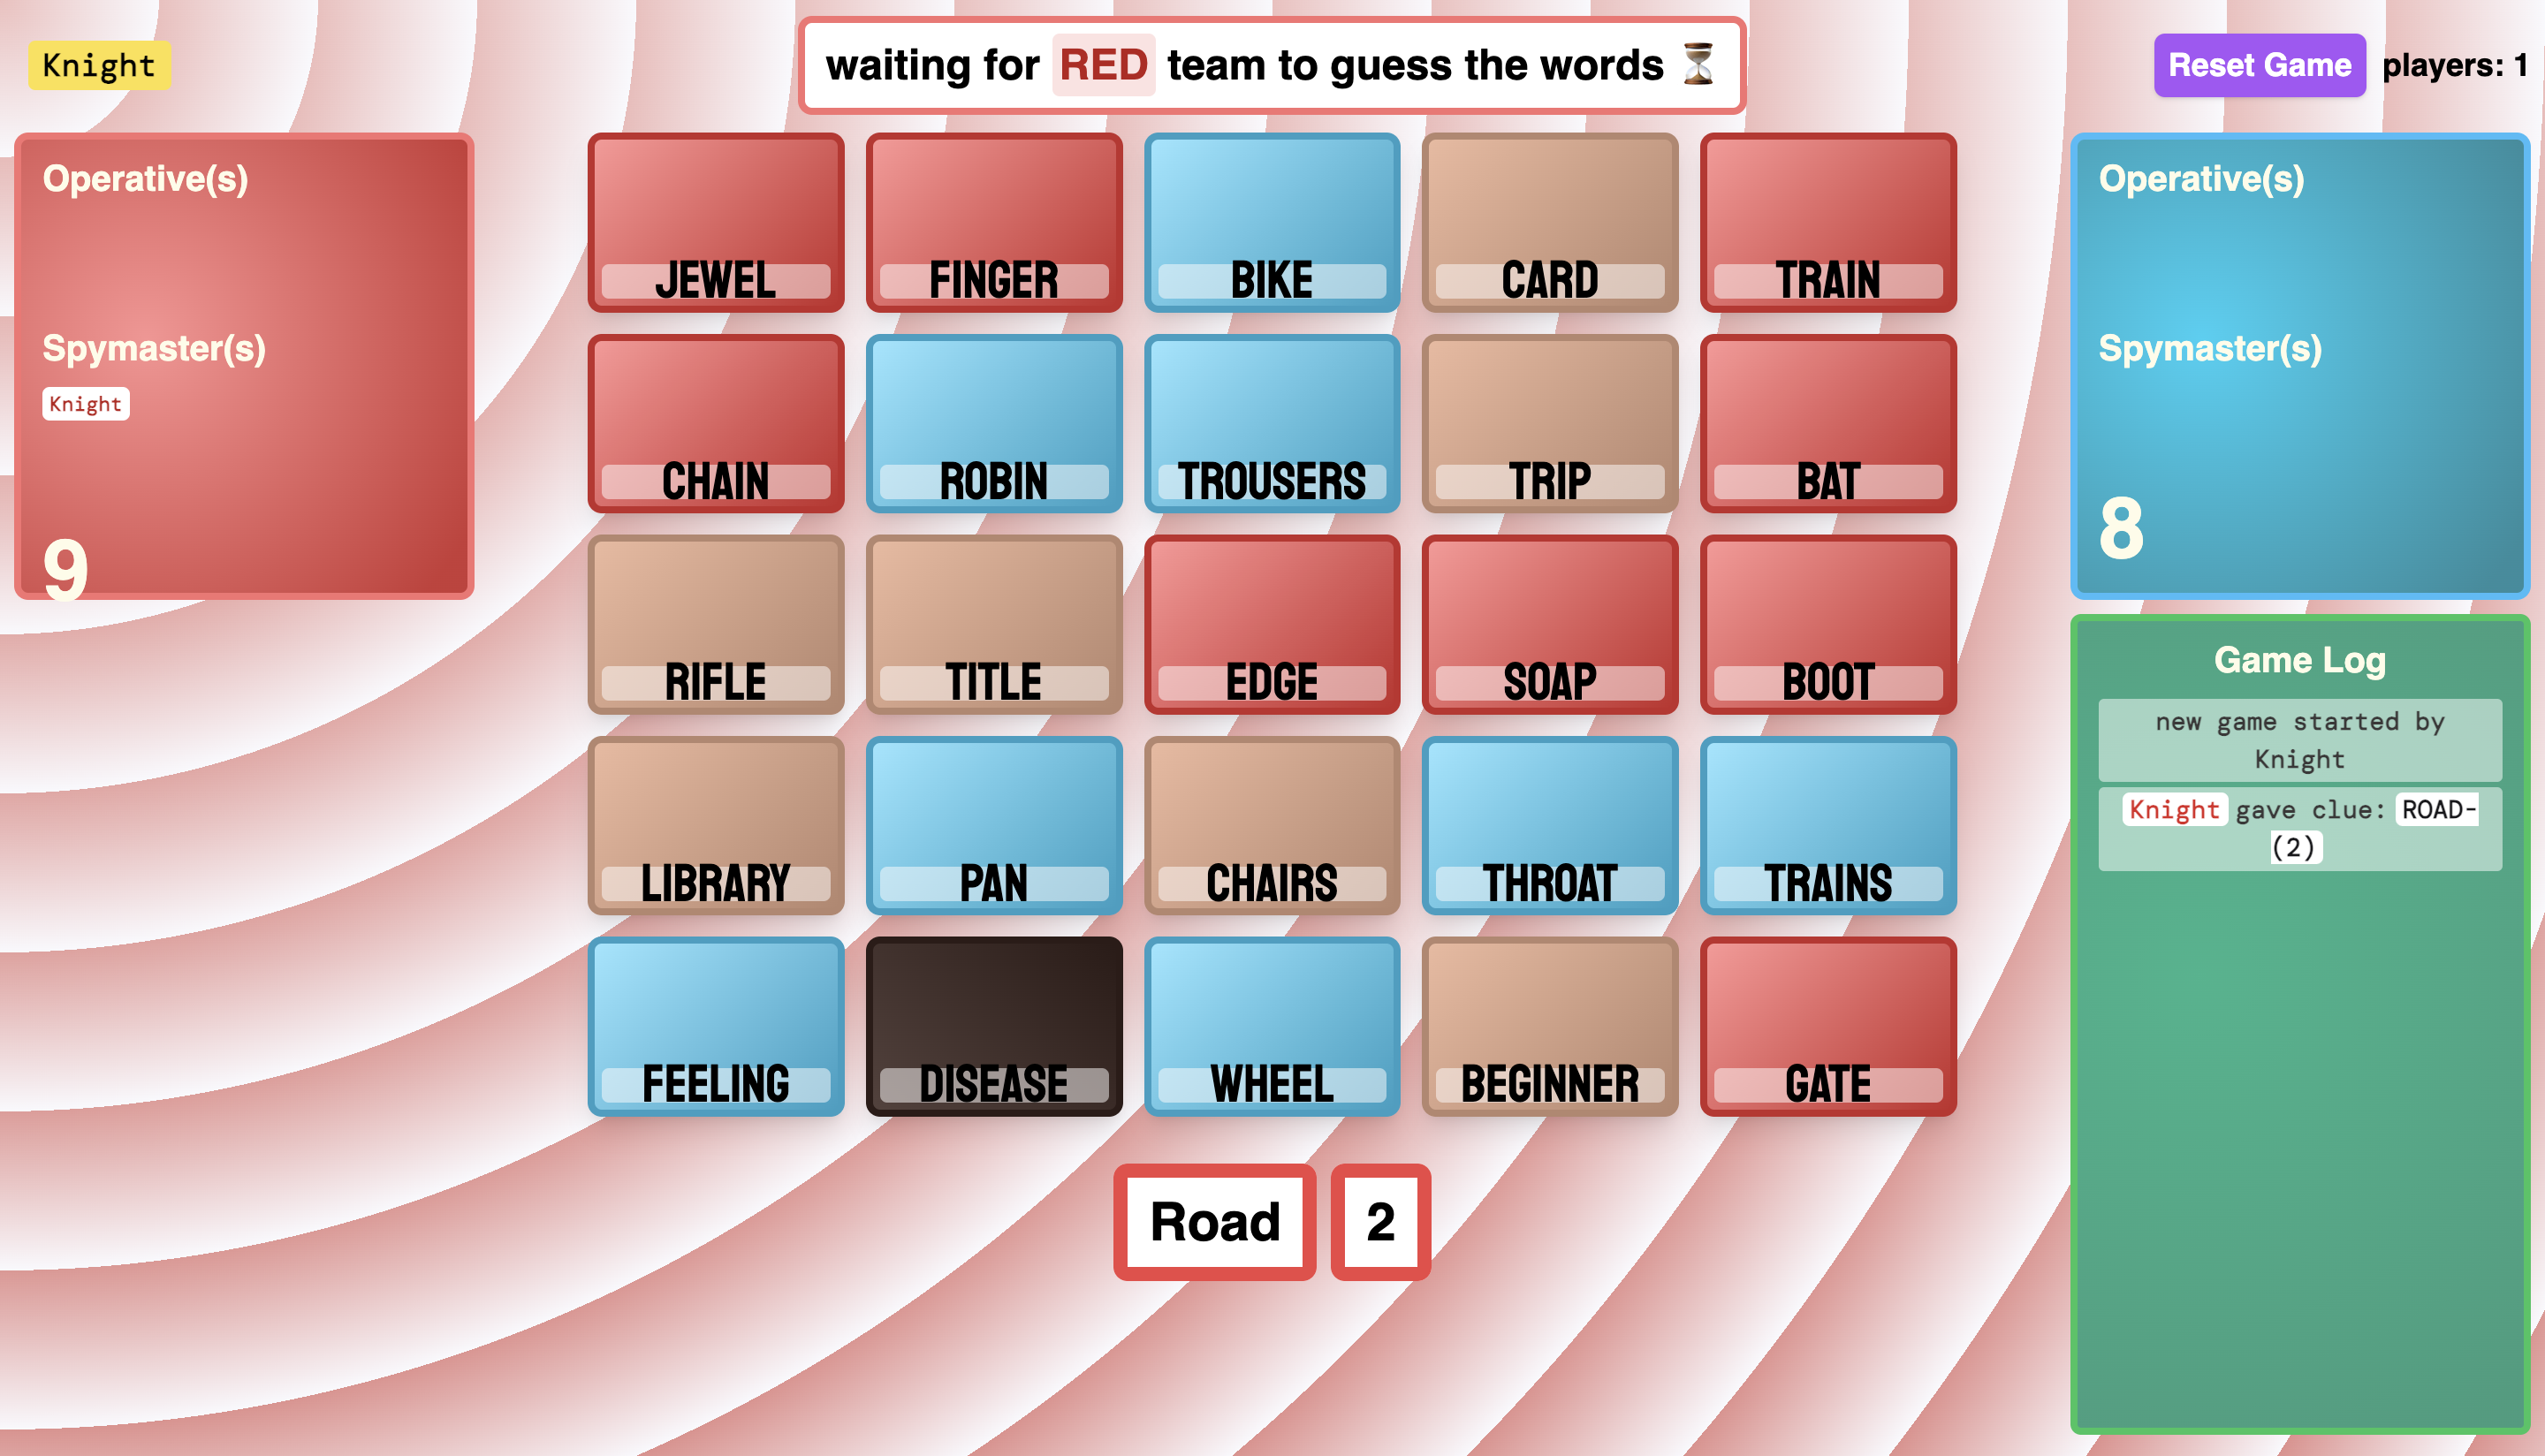 Knight
waiting for RED team to guess the words ⏳
Reset Game
players: 1
Operative(s)
Spymaster(s)
Knight
9
JEWEL
FINGER
BIKE
CARD
TRAIN
CHAIN
ROBIN
TROUSERS
TRIP
BAT
RIFLE
TITLE
EDGE
SOAP
BOOT
LIBRARY
PAN
CHAIRS
THROAT
TRAINS
FEELING
DISEASE
WHEEL
BEGINNER
GATE
Road
2
Operative(s)
Spymaster(s)
8
Game Log
new game started by
Knight
Knight gave clue: ROAD-
(2)